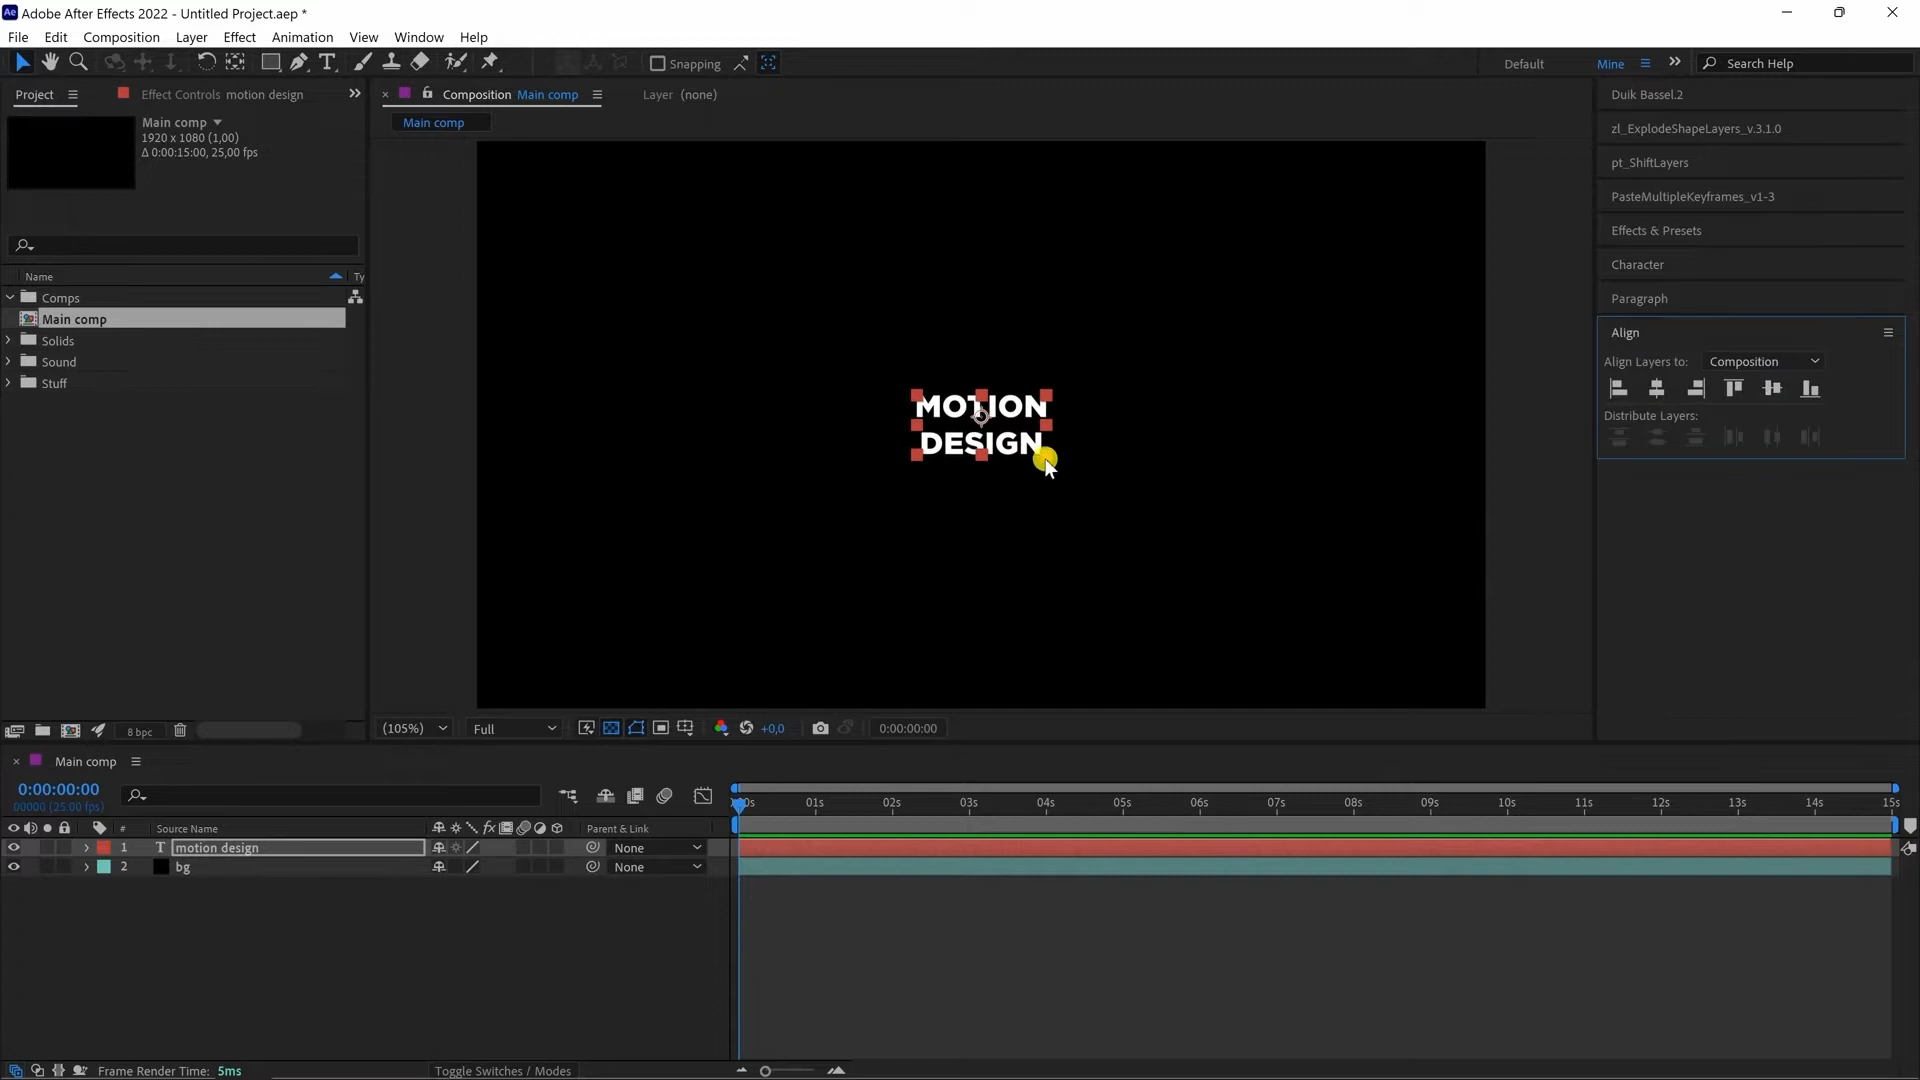 Adobe After Effects 2022 - Untitled Project.aep *
File Edit Composition Layer Effect Animation View Window Help
Snapping
Default Mine Search Help
Project Effect Controls motion design
Composition Main comp Layer (none)
Main comp
Main comp
1920 x 1080 (1,00)
Δ 0:00:15:00, 25,00 fps
Name Ty
Comps
Main comp
Solids
Sound
Stuff
8 bpc
MOTION
DESIGN
(105%) Full +0,0 0:00:00:00
Duik Bassel.2
zl_ExplodeShapeLayers_v.3.1.0
pt_ShiftLayers
PasteMultipleKeyframes_v1-3
Effects & Presets
Character
Paragraph
Align
Align Layers to: Composition
Distribute Layers:
Main comp
0:00:00:00
00000 (25.00 fps)
01s 02s 03s 04s 05s 06s 07s 08s 09s 10s 11s 12s 13s 14s 15s
# Source Name fx Parent & Link
1 T motion design None
2 bg None
Frame Render Time: 5ms Toggle Switches / Modes